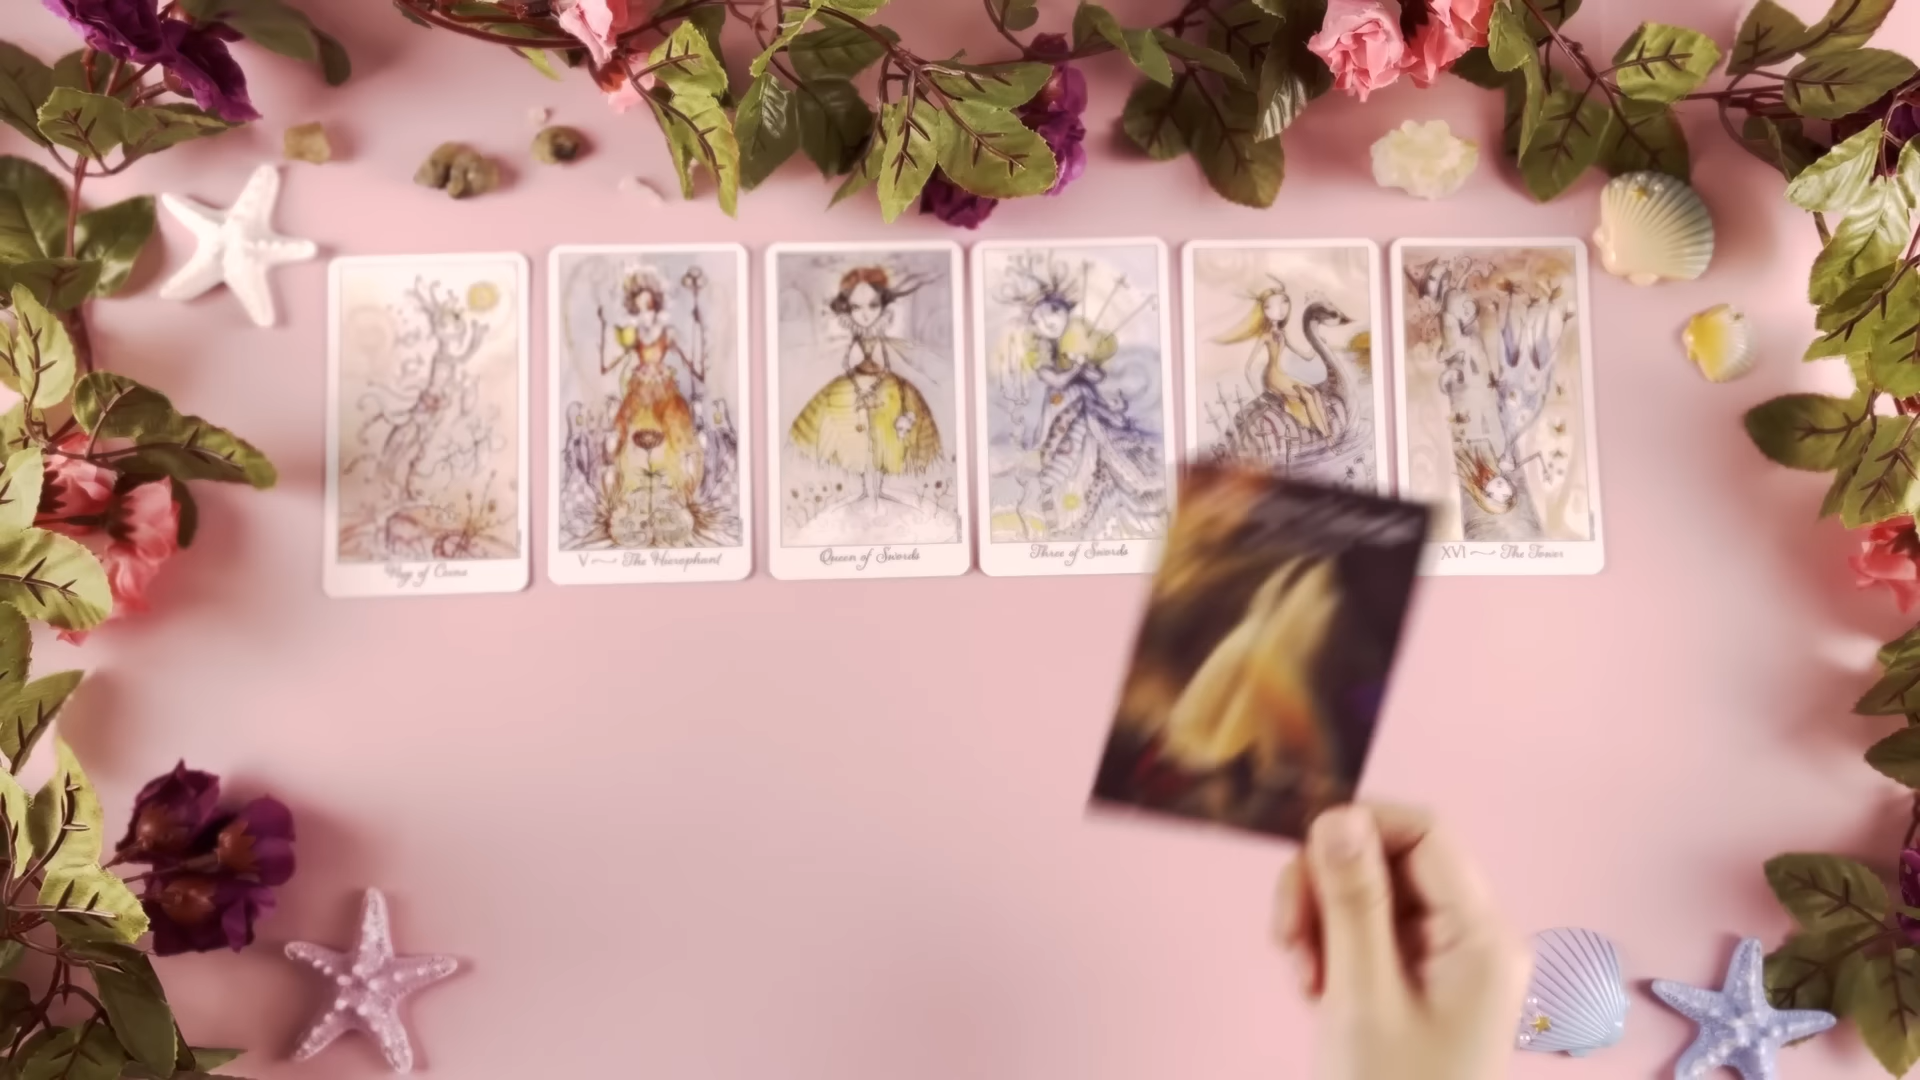 Page of Coins
V The Hierophant
Queen of Swords
Three of Swords
XVI The Tower